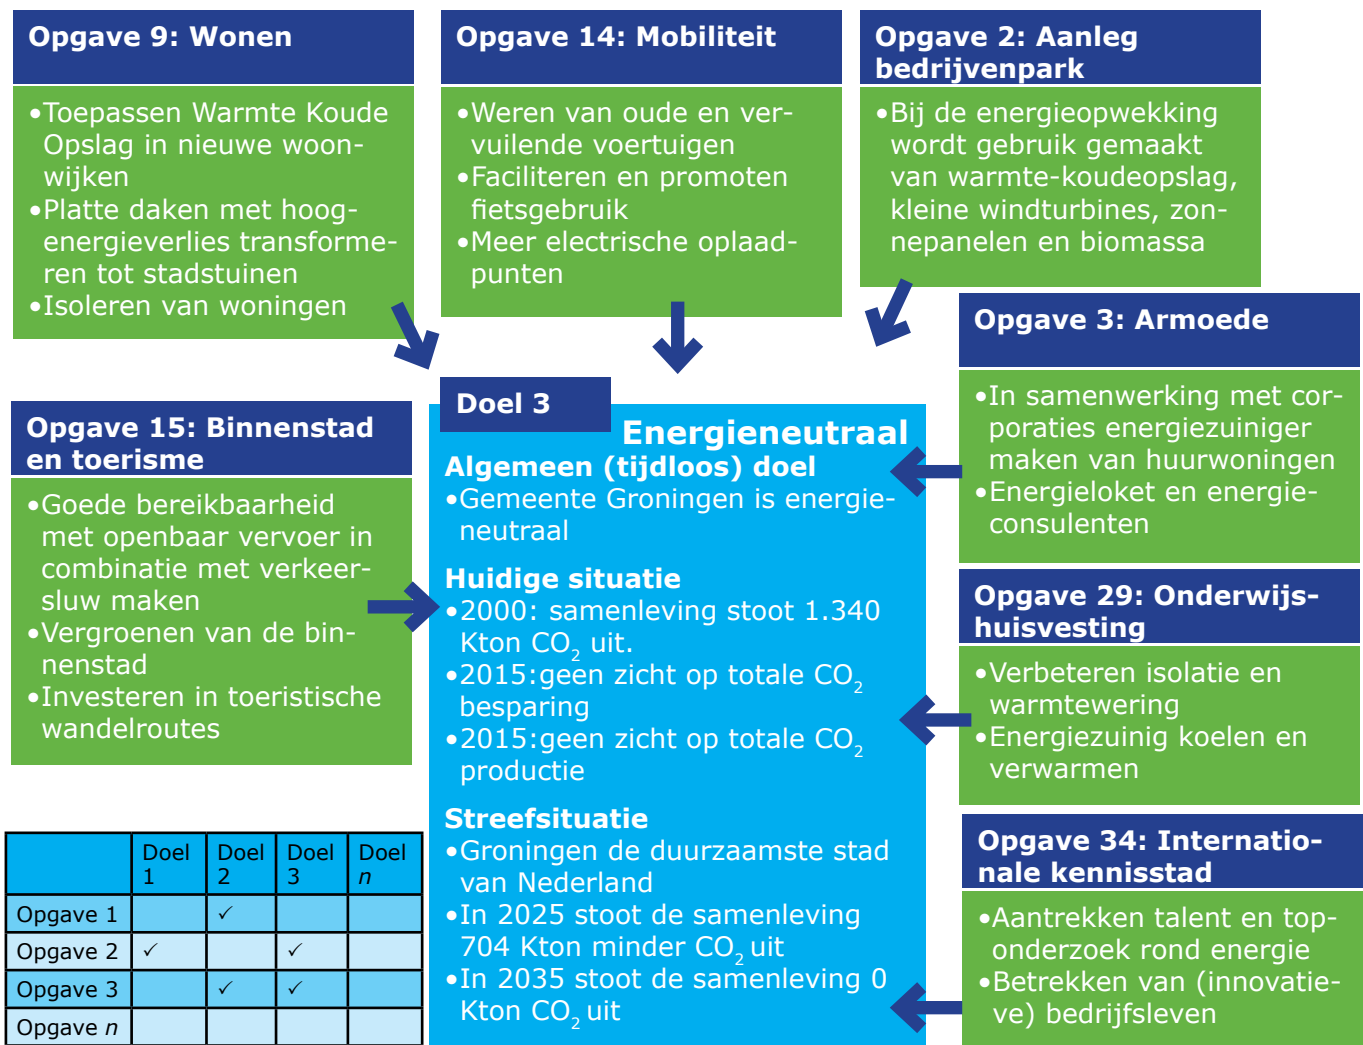 Opgave 9: Wonen
•Toepassen Warmte Koude
Opslag in nieuwe woon-
wijken
•Platte daken met hoog-
energieverlies transforme-
ren tot stadstuinen
•Isoleren van woningen
Opgave 14: Mobiliteit
•Weren van oude en ver-
vuilende voertuigen
•Faciliteren en promoten
fietsgebruik
•Meer electrische oplaad-
punten
Opgave 2: Aanleg
bedrijvenpark
•Bij de energieopwekking
wordt gebruik gemaakt
van warmte-koudeopslag,
kleine windturbines, zon-
nepanelen en biomassa
Opgave 3: Armoede
•In samenwerking met cor-
poraties energiezuiniger
maken van huurwoningen
•Energieloket en energie-
consulenten
Opgave 15: Binnenstad
en toerisme
•Goede bereikbaarheid
met openbaar vervoer in
combinatie met verkeer-
sluw maken
•Vergroenen van de bin-
nenstad
•Investeren in toeristische
wandelroutes
Doel 3
Energieneutraal
Algemeen (tijdloos) doel
•Gemeente Groningen is energie-
neutraal
Huidige situatie
•2000: samenleving stoot 1.340
Kton CO2 uit.
•2015:geen zicht op totale CO2
besparing
•2015:geen zicht op totale CO2
productie
Streefsituatie
•Groningen de duurzaamste stad
van Nederland
•In 2025 stoot de samenleving
704 Kton minder CO2 uit
•In 2035 stoot de samenleving 0
Kton CO2 uit
Opgave 29: Onderwijs-
huisvesting
•Verbeteren isolatie en
warmtewering
•Energiezuinig koelen en
verwarmen
Opgave 34: Internatio-
nale kennisstad
•Aantrekken talent en top-
onderzoek rond energie
•Betrekken van (innovatie-
ve) bedrijfsleven
Doel 1 Doel 2 Doel 3 Doel n
Opgave 1 ✓
Opgave 2 ✓ ✓
Opgave 3 ✓ ✓
Opgave n